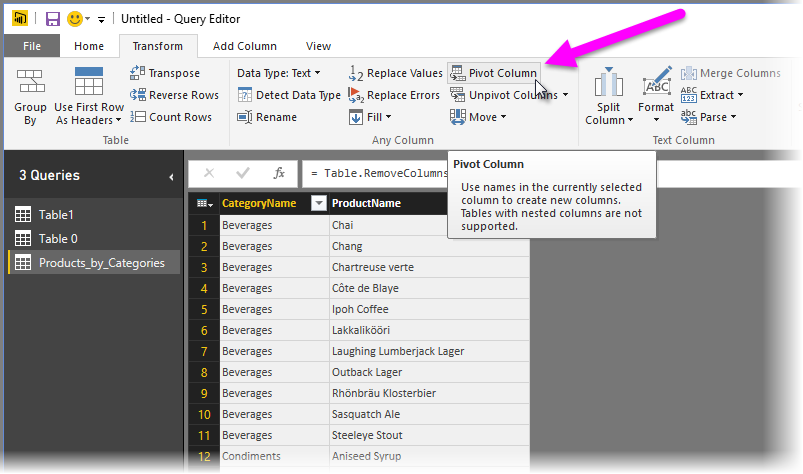 Untitled - Query Editor
File Home Transform Add Column View
Group By
Use First Row As Headers
Transpose
Reverse Rows
Count Rows
Table
Data Type: Text
Detect Data Type
Rename
Replace Values
Replace Errors
Fill
Pivot Column
Unpivot Columns
Move
Any Column
Split Column
Format
Merge Columns
Extract
Parse
Text Column
3 Queries
Table1
Table 0
Products_by_Categories
fx = Table.RemoveColumns
Pivot Column
Use names in the currently selected
column to create new columns.
Tables with nested columns are not
supported.
CategoryName ProductName
1 Beverages Chai
2 Beverages Chang
3 Beverages Chartreuse verte
4 Beverages Côte de Blaye
5 Beverages Ipoh Coffee
6 Beverages Lakkalikööri
7 Beverages Laughing Lumberjack Lager
8 Beverages Outback Lager
9 Beverages Rhönbräu Klosterbier
10 Beverages Sasquatch Ale
11 Beverages Steeleye Stout
12 Condiments Aniseed Syrup